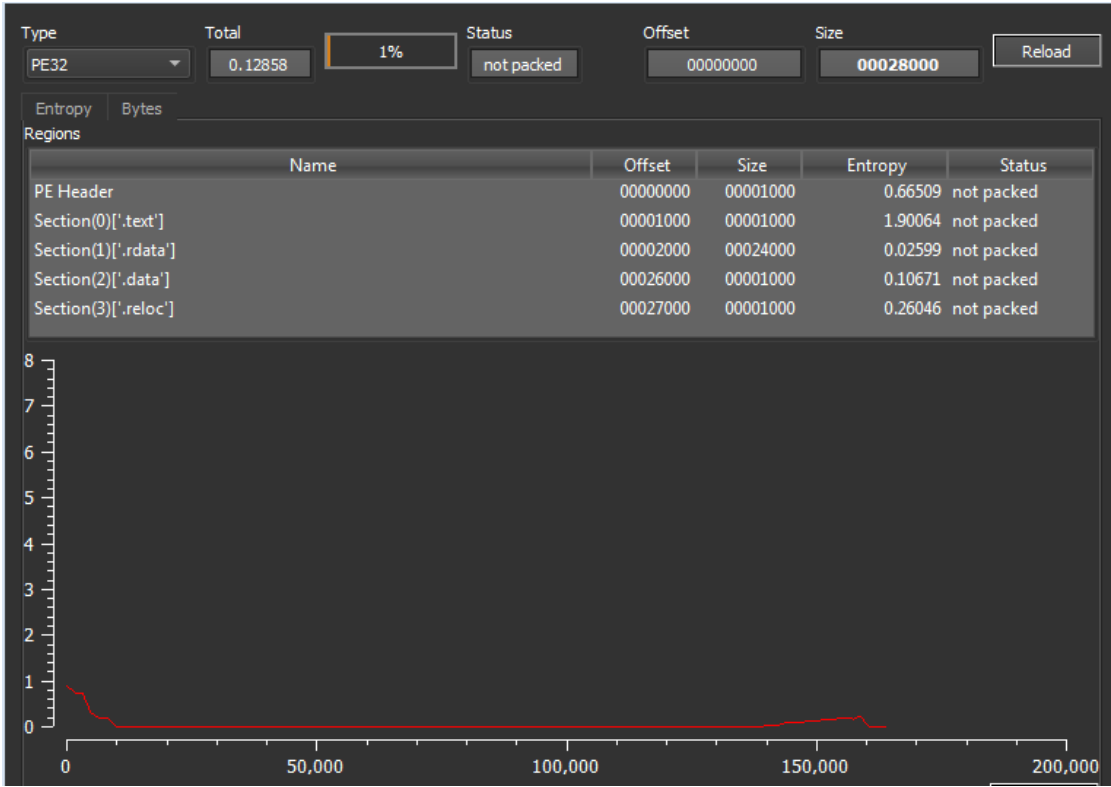 Type Total Status Offset Size
PE32 0.12858 1% not packed 00000000 00028000 Reload
Entropy Bytes
Regions
Name Offset Size Entropy Status
PE Header 00000000 00001000 0.66509 not packed
Section(0)['.text'] 00001000 00001000 1.90064 not packed
Section(1)['.rdata'] 00002000 00024000 0.02599 not packed
Section(2)['.data'] 00026000 00001000 0.10671 not packed
Section(3)['.reloc'] 00027000 00001000 0.26046 not packed
8
7
6
5
4
3
2
1
0
0 50,000 100,000 150,000 200,000